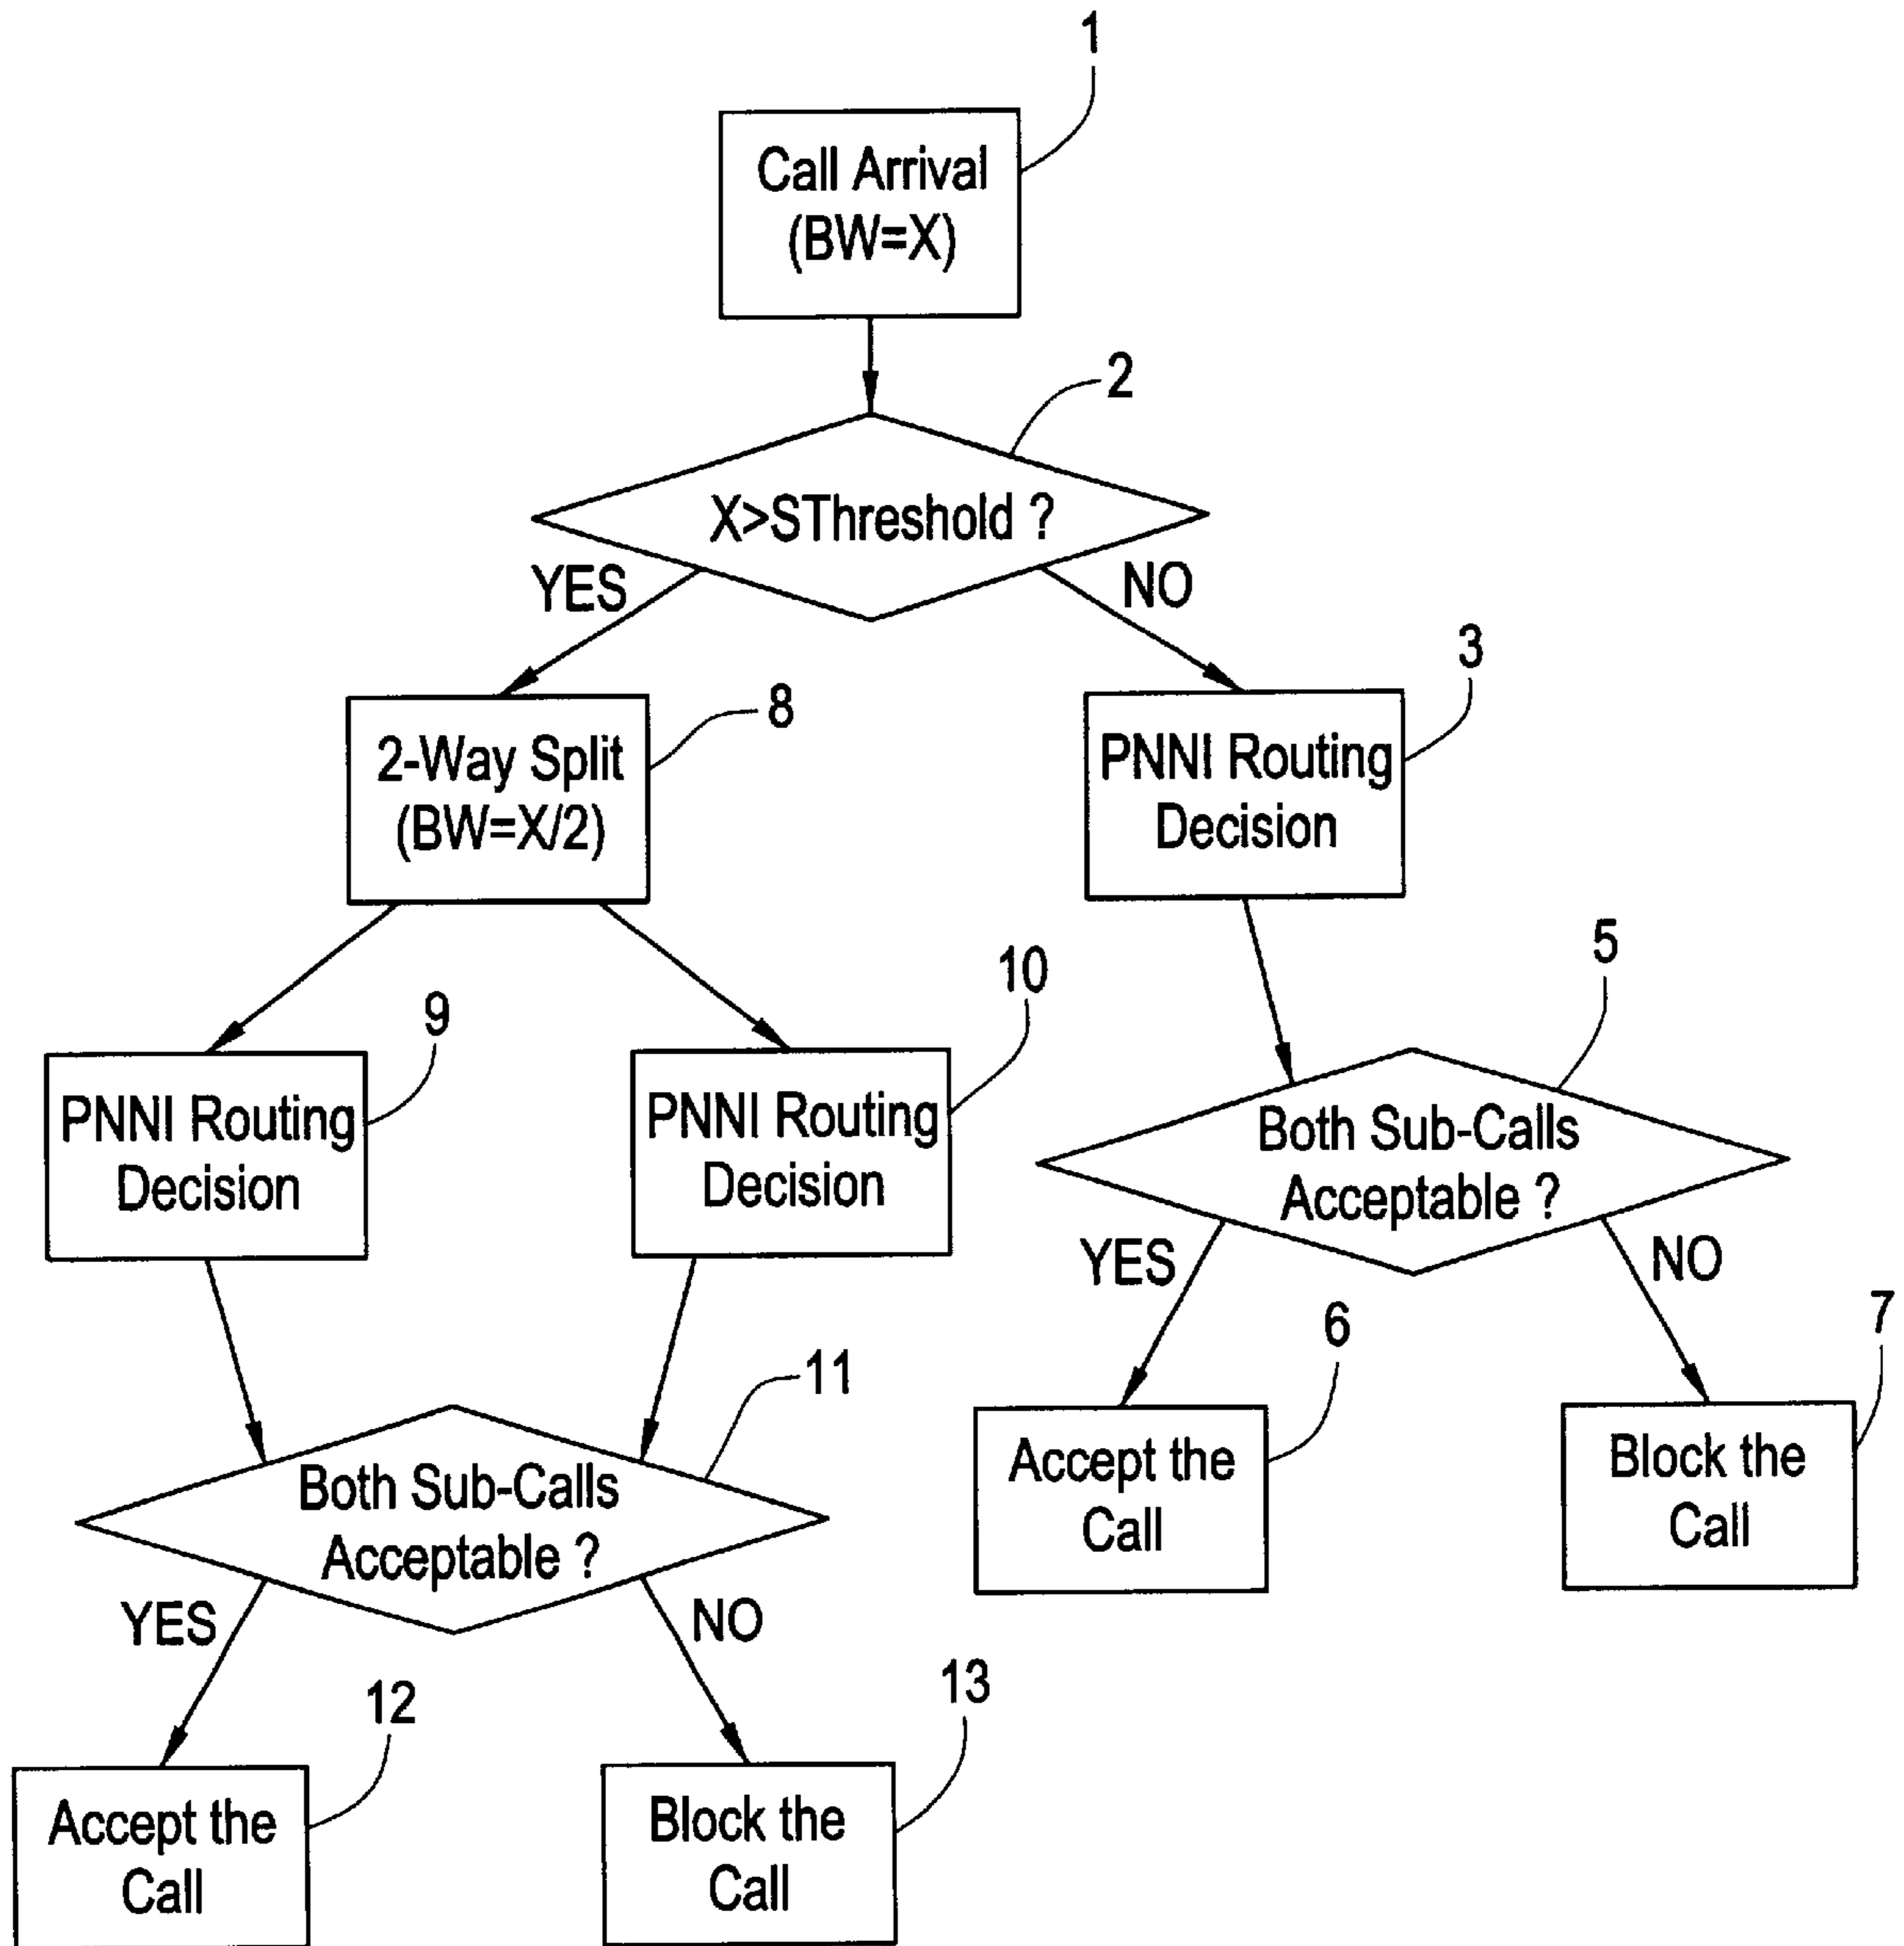 1
Call Arrival
(BW=X)
2
X>SThreshold ?
YES
NO
8
2-Way Split
(BW=X/2)
3
PNNI Routing
Decision
9
PNNI Routing
Decision
10
PNNI Routing
Decision
5
Both Sub-Calls
Acceptable ?
YES
NO
6
Accept the
Call
7
Block the
Call
11
Both Sub-Calls
Acceptable ?
YES
NO
12
Accept the
Call
13
Block the
Call